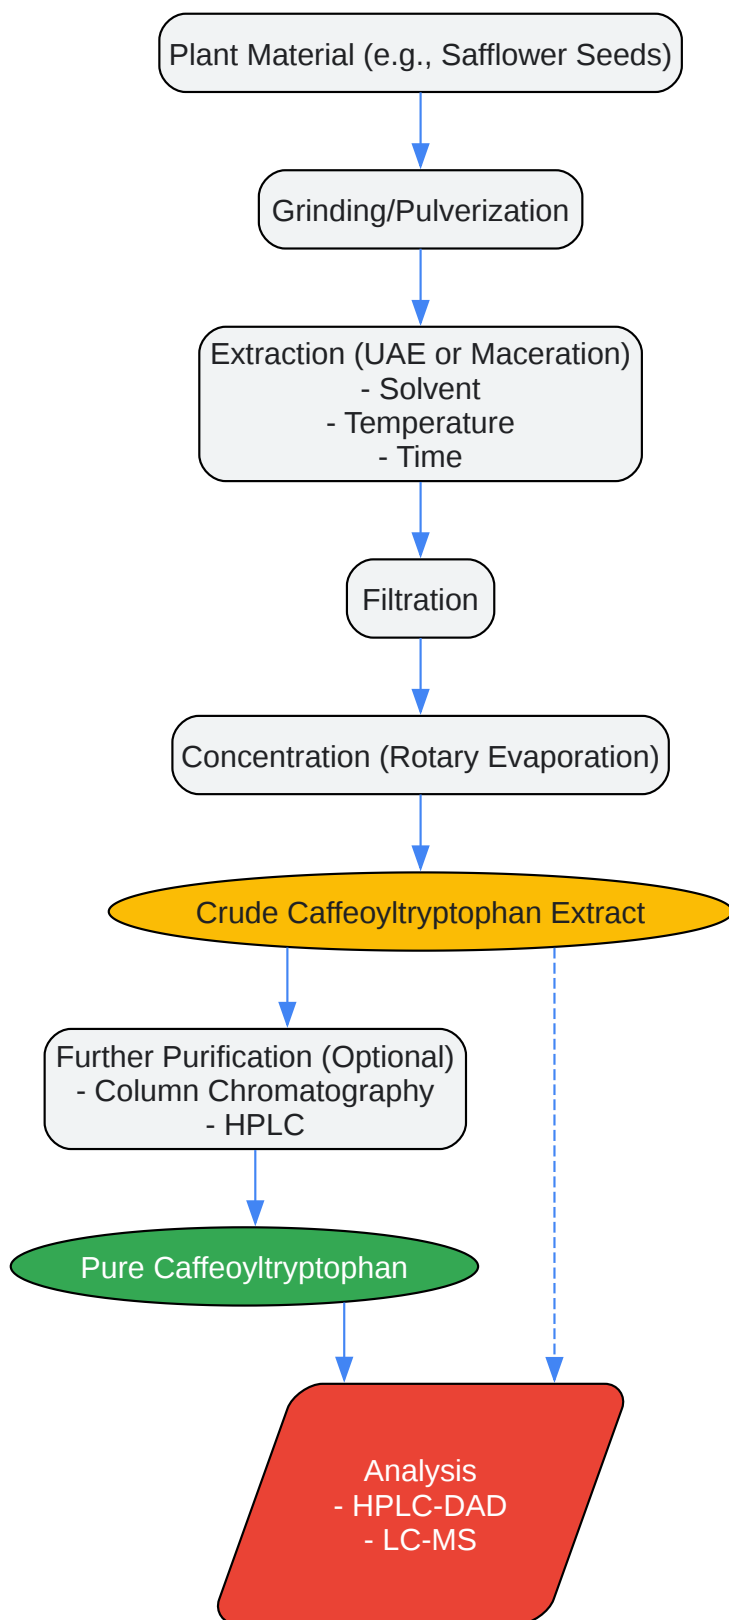 Plant Material (e.g., Safflower Seeds)
Grinding/Pulverization
Extraction (UAE or Maceration)
- Solvent
- Temperature
- Time
Filtration
Concentration (Rotary Evaporation)
Crude Caffeoyltryptophan Extract
Further Purification (Optional)
- Column Chromatography
- HPLC
Pure Caffeoyltryptophan
Analysis
- HPLC-DAD
- LC-MS